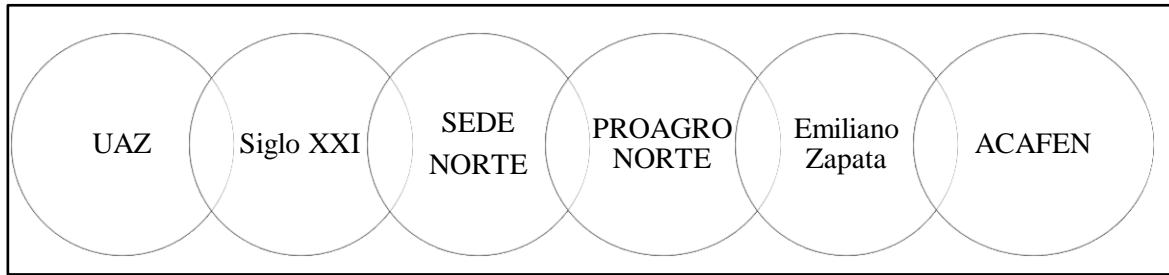 UAZ
Siglo XXI
SEDE
NORTE
PROAGRO
NORTE
Emiliano
Zapata
ACAFEN